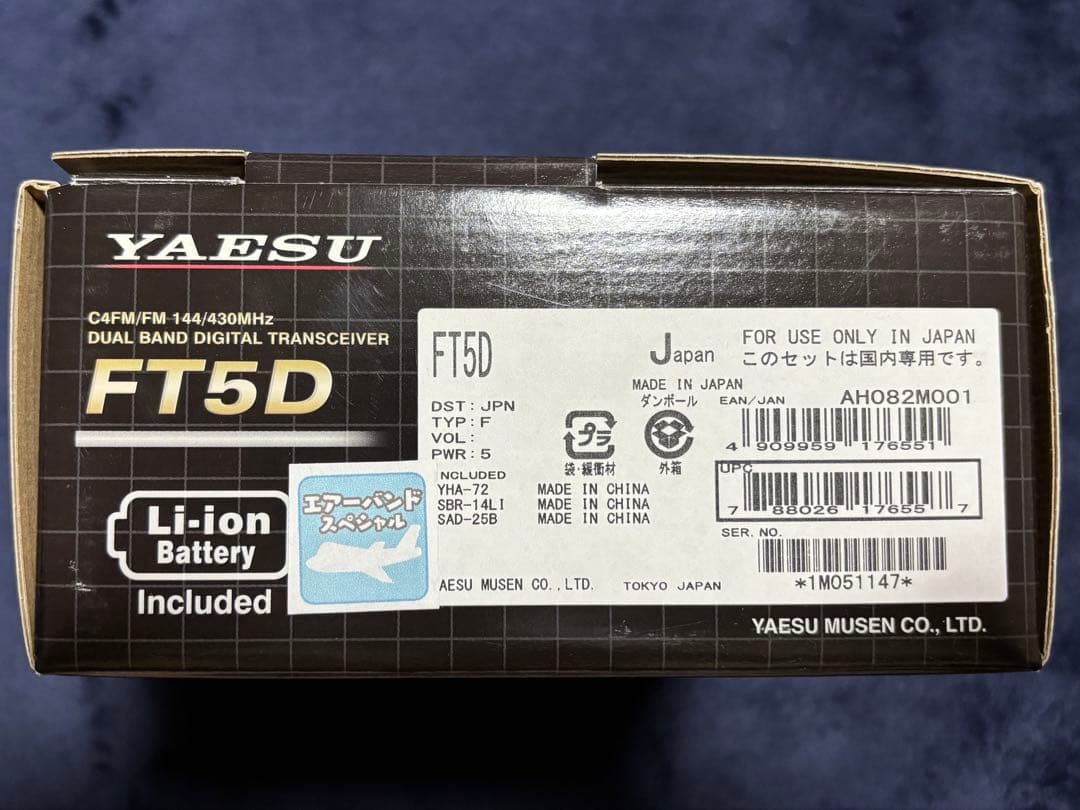 YAESU
C4FM/FM 144/430MHz
DUAL BAND DIGITAL TRANSCEIVER
FT5D
Li-ion
Battery
Included
エアーバンド
スペシャル
FT5D
Japan
FOR USE ONLY IN JAPAN
このセットは国内専用です。
MADE IN JAPAN
DST: JPN
TYP: F
VOL:
PWR: 5
プラ
袋・緩衝材
ダンボール
外箱
EAN/JAN
AH082M001
4 909959 176551
UPC
7 88026 17655 7
NCLUDED
YHA-72 MADE IN CHINA
SBR-14LI MADE IN CHINA
SAD-25B MADE IN CHINA
SER. NO.
*1M051147*
AESU MUSEN CO.,LTD. TOKYO JAPAN
YAESU MUSEN CO., LTD.